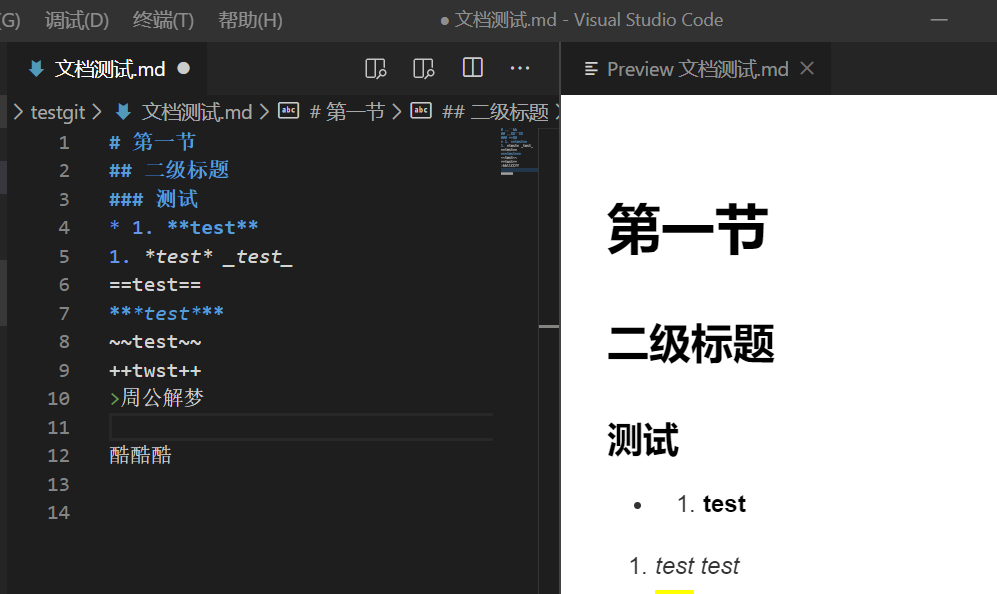 (G) 调试(D) 终端(T) 帮助(H) ● 文档测试.md - Visual Studio Code
文档测试.md ●
Preview 文档测试.md
testgit > 文档测试.md > # 第一节 > ## 二级标题
1 # 第一节
2 ## 二级标题
3 ### 测试
4 * 1. **test**
5 1. *test* _test_
6 ==test==
7 ***test***
8 ~~test~~
9 ++twst++
10 >周公解梦
11
12 酷酷酷
13
14
第一节
二级标题
测试
• 1. test
1. test test